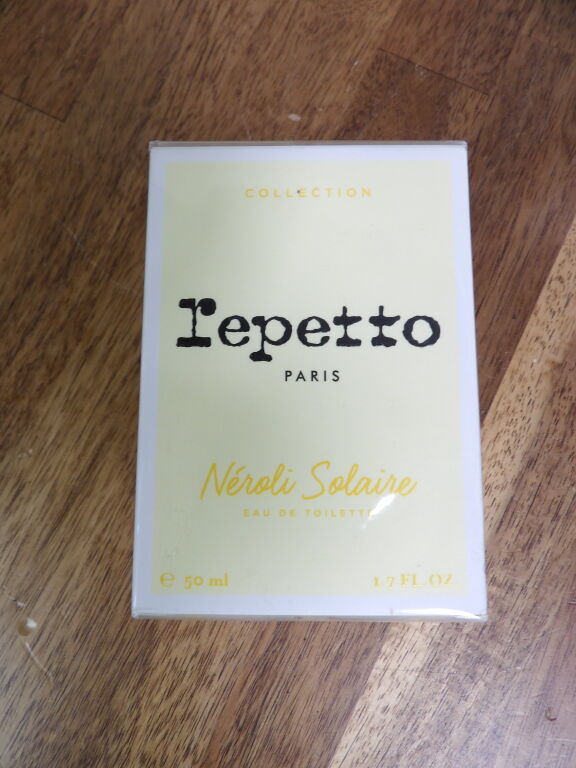 COLLECTION
repetto
PARIS
Néroli Solaire
EAU DE TOILETTE
℮ 50 ml
1.7 FL. OZ.